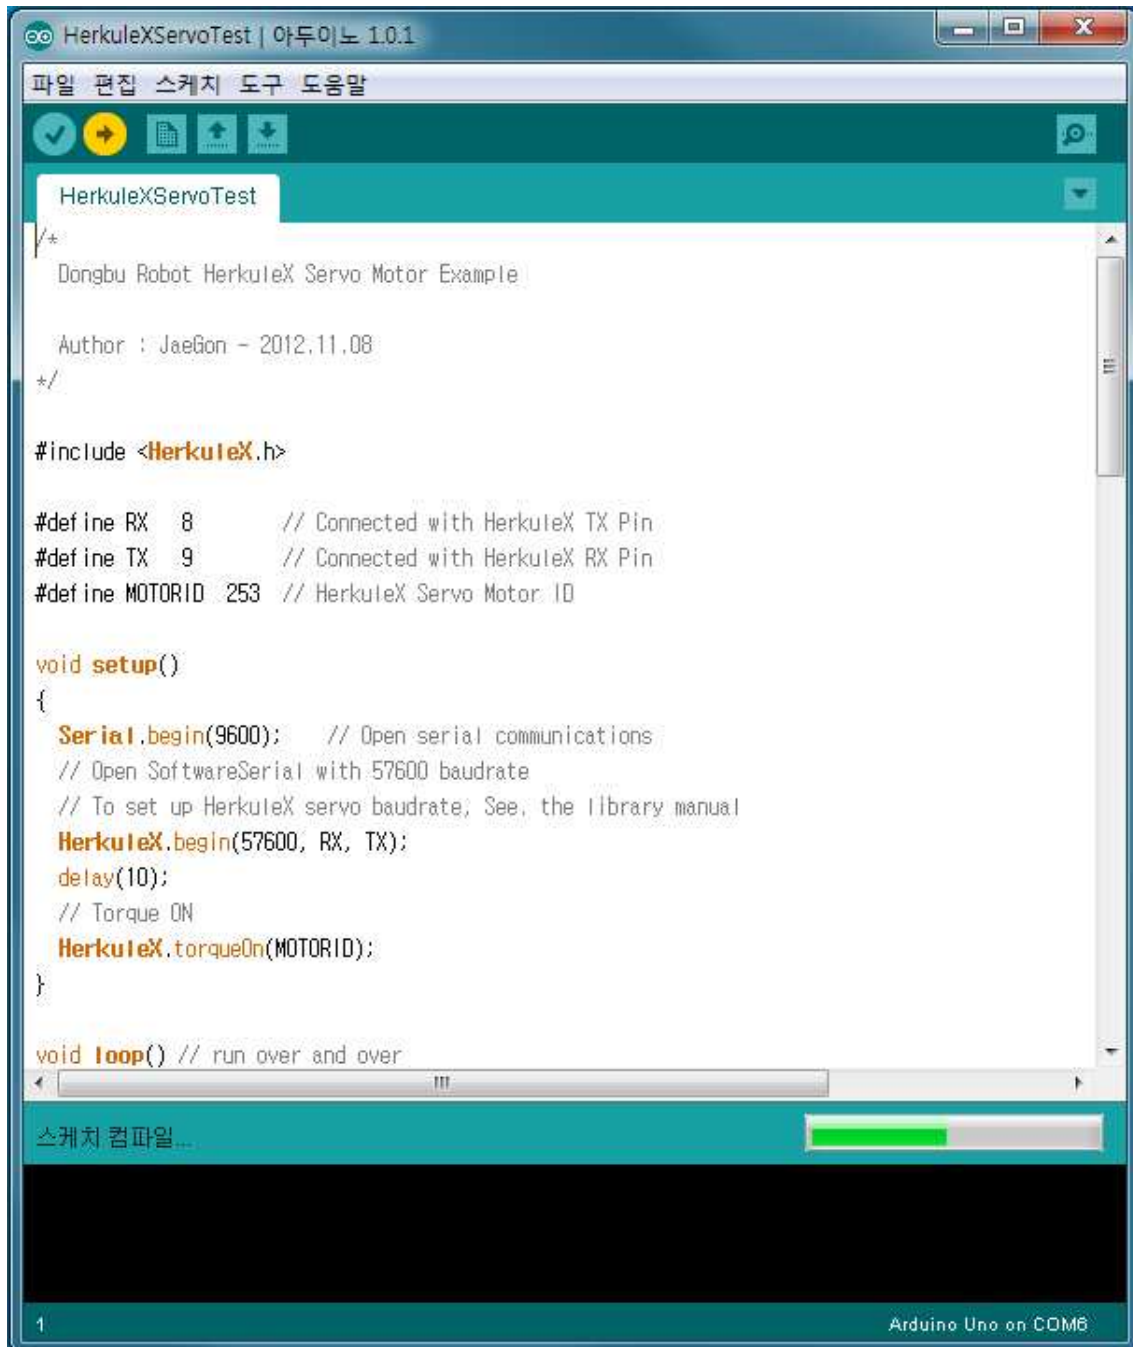 HerkuleXServoTest | 아두이노 1.0.1
파일 편집 스케치 도구 도움말
HerkuleXServoTest
/*
Dongbu Robot HerkuleX Servo Motor Example
Author : JaeGon - 2012.11.08
*/
#include <HerkuleX.h>
#define RX 8 // Connected with HerkuleX TX Pin
#define TX 9 // Connected with HerkuleX RX Pin
#define MOTORID 253 // HerkuleX Servo Motor ID
void setup()
{
Serial.begin(9600); // Open serial communications
// Open SoftwareSerial with 57600 baudrate
// To set up HerkuleX servo baudrate, See, the library manual
HerkuleX.begin(57600, RX, TX);
delay(10);
// Torque ON
HerkuleX.torqueOn(MOTORID);
}
void loop() // run over and over
스케치 컴파일...
1 Arduino Uno on COM6